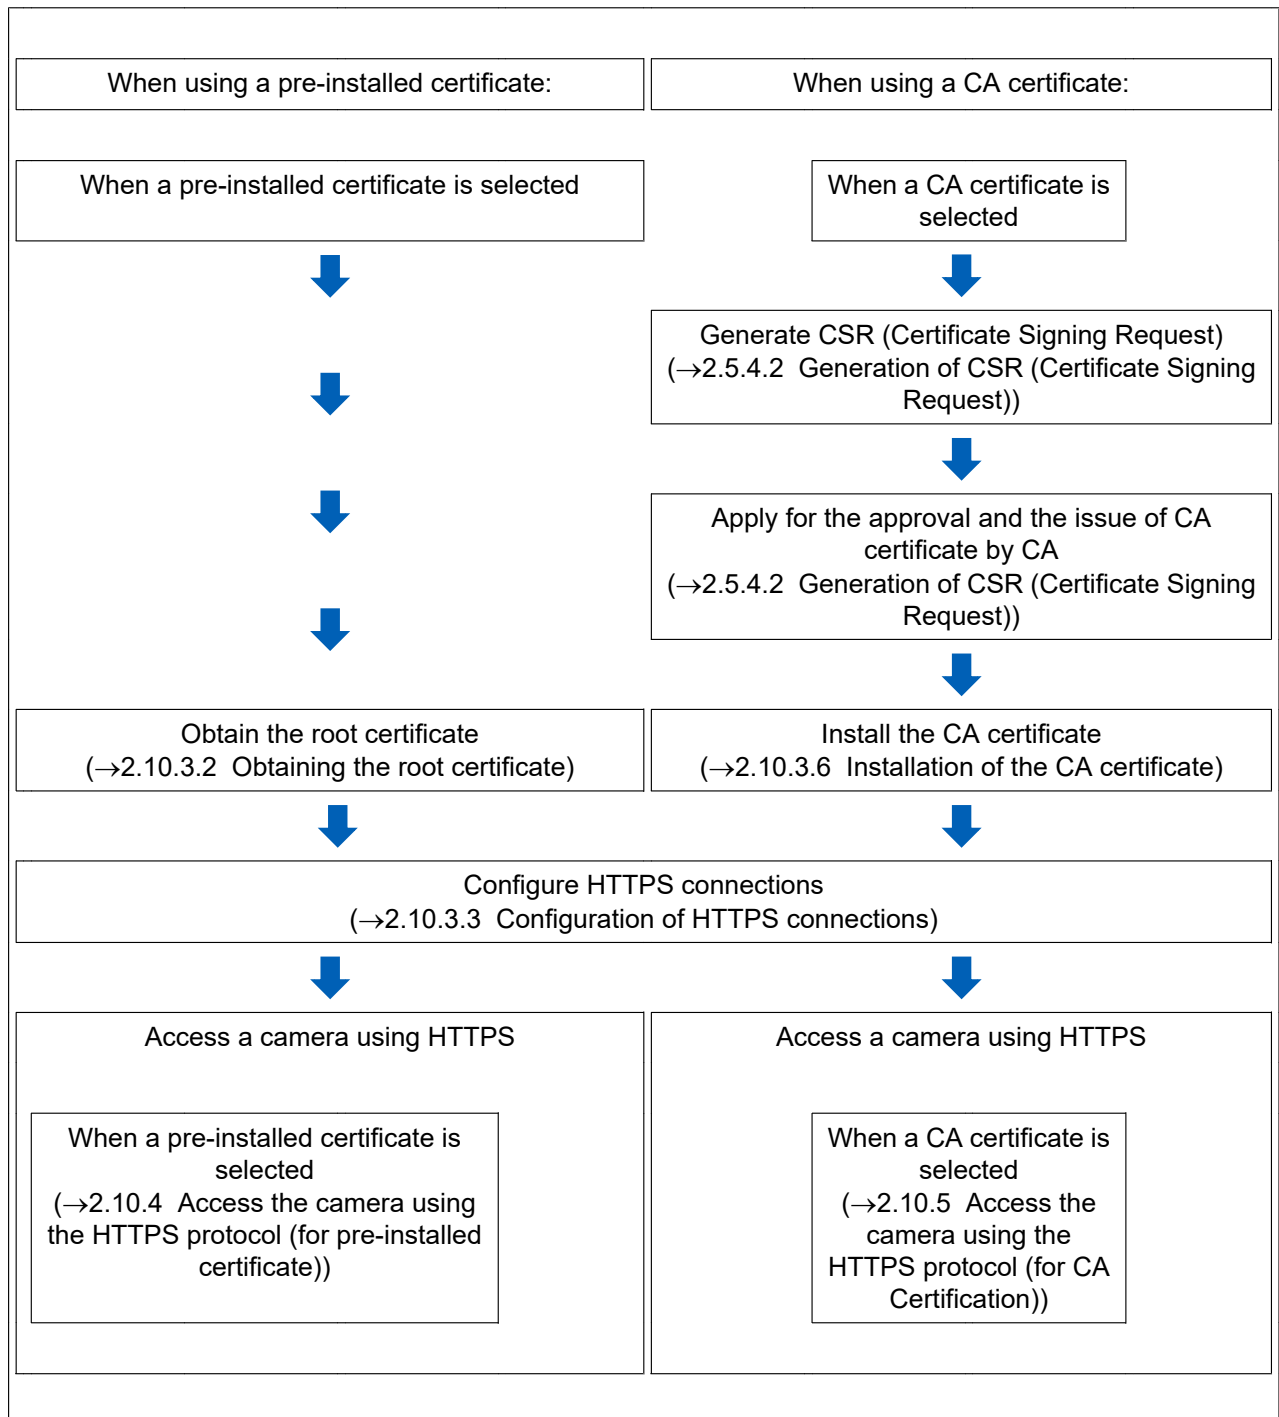 When using a pre-installed certificate:
When using a CA certificate:
When a pre-installed certificate is selected
When a CA certificate is
selected
Generate CSR (Certificate Signing Request)
(→2.5.4.2 Generation of CSR (Certificate Signing
Request))
Apply for the approval and the issue of CA
certificate by CA
(→2.5.4.2 Generation of CSR (Certificate Signing
Request))
Obtain the root certificate
(→2.10.3.2 Obtaining the root certificate)
Install the CA certificate
(→2.10.3.6 Installation of the CA certificate)
Configure HTTPS connections
(→2.10.3.3 Configuration of HTTPS connections)
Access a camera using HTTPS
When a pre-installed certificate is
selected
(→2.10.4 Access the camera using
the HTTPS protocol (for pre-installed
certificate))
Access a camera using HTTPS
When a CA certificate is
selected
(→2.10.5 Access the
camera using the
HTTPS protocol (for CA
Certification))